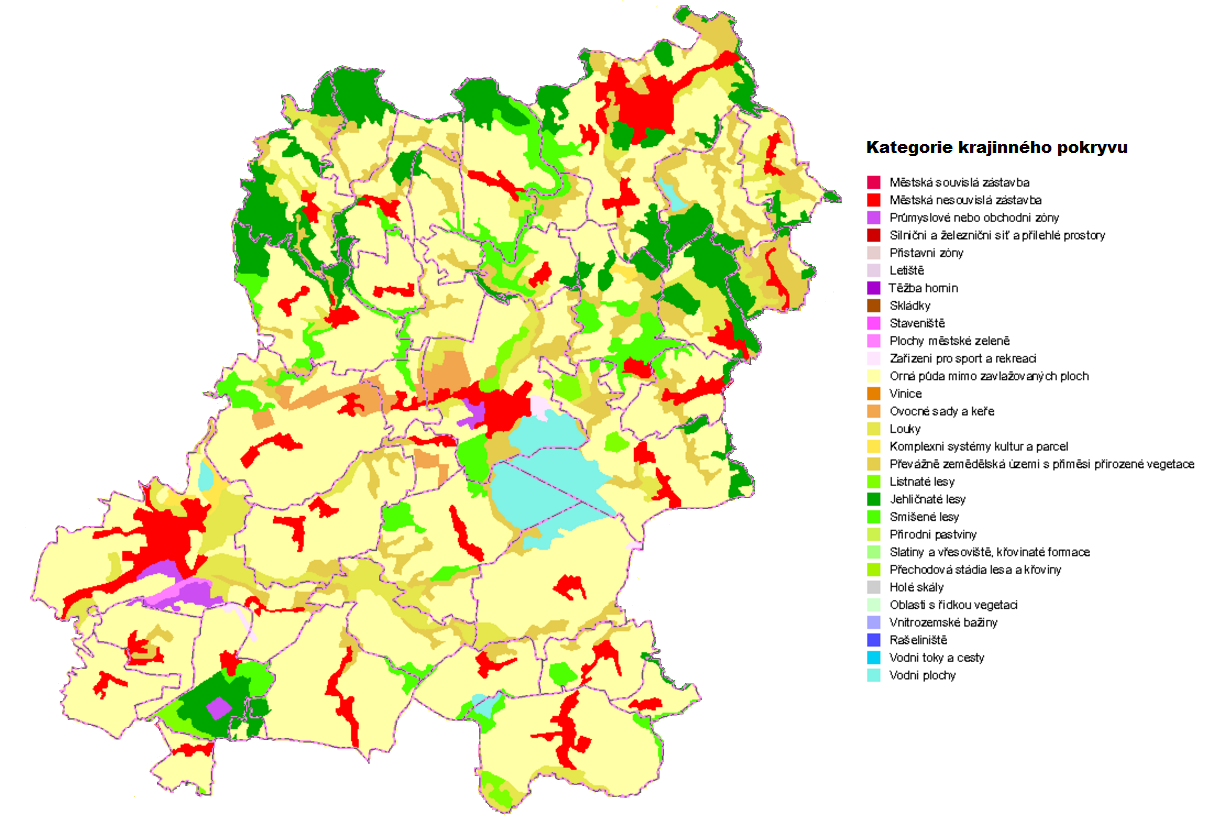 Kategorie krajinného pokryvu
Městská souvislá zástavba
Městská nesouvislá zástavba
Průmyslové nebo obchodní zóny
Silniční a železniční síť a přilehlé prostory
Přístavní zóny
Letiště
Těžba hornin
Skládky
Staveniště
Plochy městské zeleně
Zařízení pro sport a rekreaci
Orná půda mimo zavlažovaných ploch
Vinice
Ovocné sady a keře
Louky
Komplexní systémy kultur a parcel
Převážně zemědělská území s příměsí přirozené vegetace
Listnaté lesy
Jehličnaté lesy
Smíšené lesy
Přírodní pastviny
Slatiny a vřesoviště, křovinaté formace
Přechodová stádia lesa a křoviny
Holé skály
Oblasti s řídkou vegetací
Vnitrozemské bažiny
Rašeliniště
Vodní toky a cesty
Vodní plochy